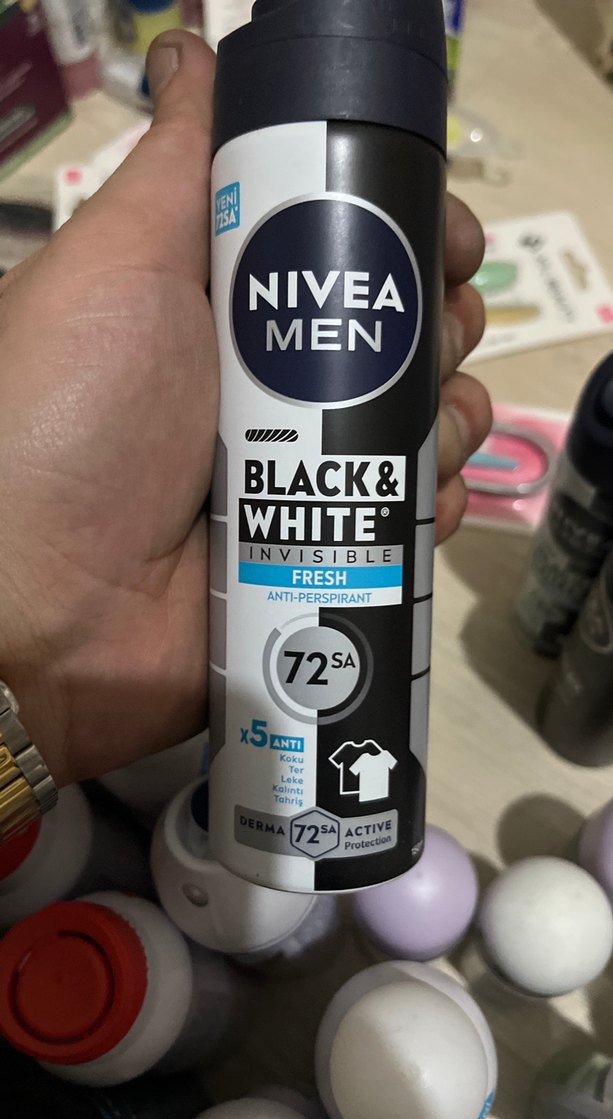 YENİ
72SA*
NIVEA
MEN
BLACK&
WHITE®
INVISIBLE
FRESH
ANTI-PERSPIRANT
72SA
x5 ANTI
Koku
Ter
Leke
Kalıntı
Tahriş
DERMA 72SA ACTIVE
Protection
NIVEA